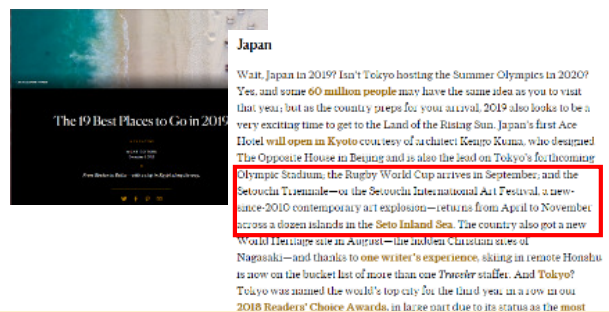 The 19 Best Places to Go in 2019
Japan
Wait, Japan in 2019? Isn't Tokyo hosting the Summer Olympics in 2020?
Yes, and some 60 million people may have the same idea as you to visit
that year; but as the country preps for your arrival, 2019 also looks to be a
very exciting time to get to the Land of the Rising Sun. Japan's first Ace
Hotel will open in Kyoto courtesy of architect Kengo Kuma, who designed
The Opposite House in Beijing and is also the lead on Tokyo's forthcoming
Olympic Stadium; the Rugby World Cup arrives in September; and the
Setouchi Triennale—or the Setouchi International Art Festival, a new-
since-2010 contemporary art explosion—returns from April to November
across a dozen islands in the Seto Inland Sea. The country also got a new
World Heritage site in August—the hidden Christian sites of
Nagasaki—and thanks to one writer's experience, skiing in remote Honshu
is now on the bucket list of more than one Traveler staffer. And Tokyo?
Tokyo was named the world's top city for the third year in a row in our
2018 Readers' Choice Awards, in large part due to its status as the most